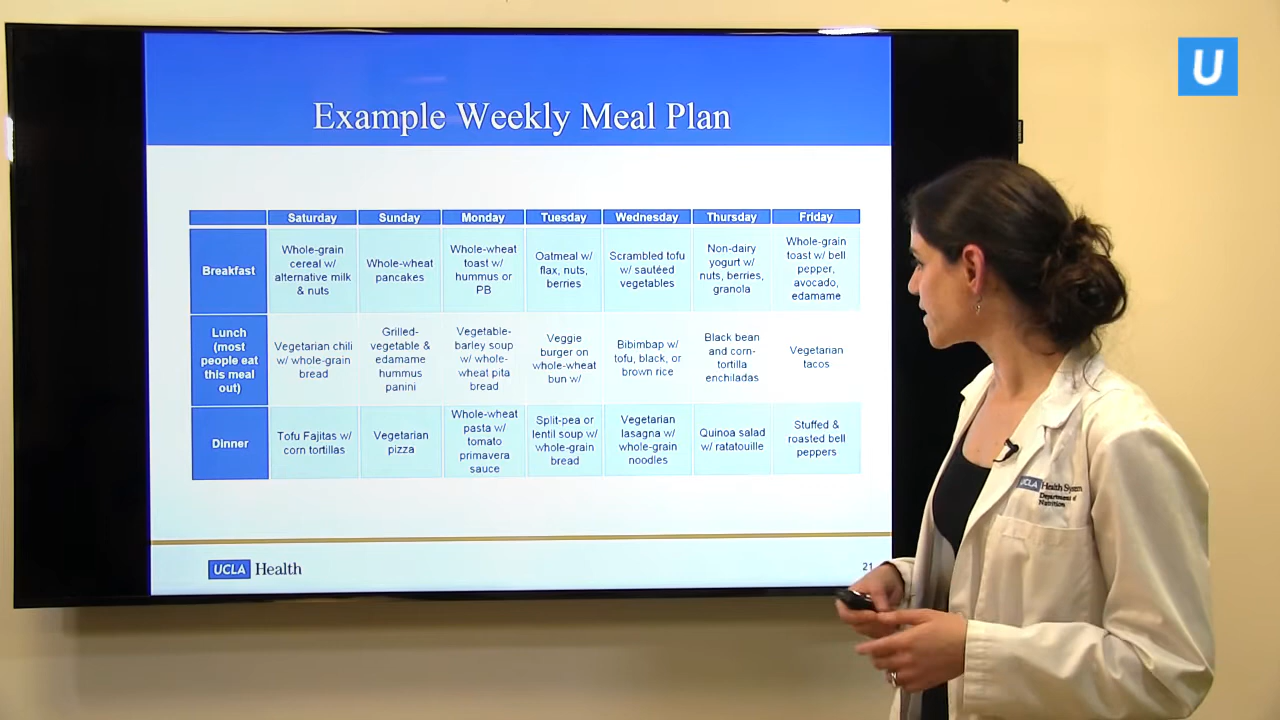 U
Example Weekly Meal Plan
Saturday Sunday Monday Tuesday Wednesday Thursday Friday
Breakfast
Whole-grain
cereal w/
alternative milk
& nuts
Whole-wheat
pancakes
Whole-wheat
toast w/
hummus or
PB
Oatmeal w/
flax, nuts,
berries
Scrambled tofu
w/ sautéed
vegetables
Non-dairy
yogurt w/
nuts, berries,
granola
Whole-grain
toast w/ bell
pepper,
avocado,
edamame
Lunch
(most
people eat
this meal
out)
Vegetarian chili
w/ whole-grain
bread
Grilled-
vegetable &
edamame
hummus
panini
Vegetable-
barley soup
w/ whole-
wheat pita
bread
Veggie
burger on
whole-wheat
bun w/
Bibimbap w/
tofu, black, or
brown rice
Black bean
and corn-
tortilla
enchiladas
Vegetarian
tacos
Dinner
Tofu Fajitas w/
corn tortillas
Vegetarian
pizza
Whole-wheat
pasta w/
tomato
primavera
sauce
Split-pea or
lentil soup w/
whole-grain
bread
Vegetarian
lasagna w/
whole-grain
noodles
Quinoa salad
w/ ratatouille
Stuffed &
roasted bell
peppers
UCLA Health
21
UCLA Health System
Department of
Nutrition